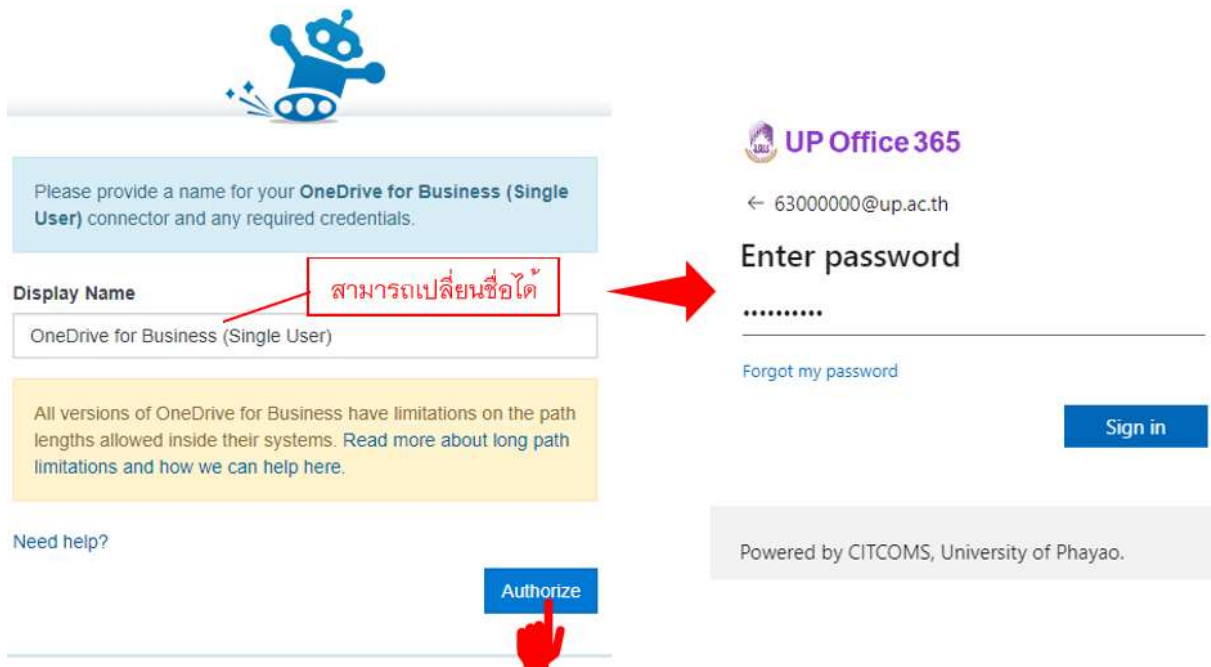 Please provide a name for your OneDrive for Business (Single
User) connector and any required credentials.
สามารถเปลี่ยนชื่อได้
Display Name
OneDrive for Business (Single User)
All versions of OneDrive for Business have limitations on the path
lengths allowed inside their systems. Read more about long path
limitations and how we can help here.
Need help?
Authorize
UP Office 365
← 63000000@up.ac.th
Enter password
••••••••••
Forgot my password
Sign in
Powered by CITCOMS, University of Phayao.